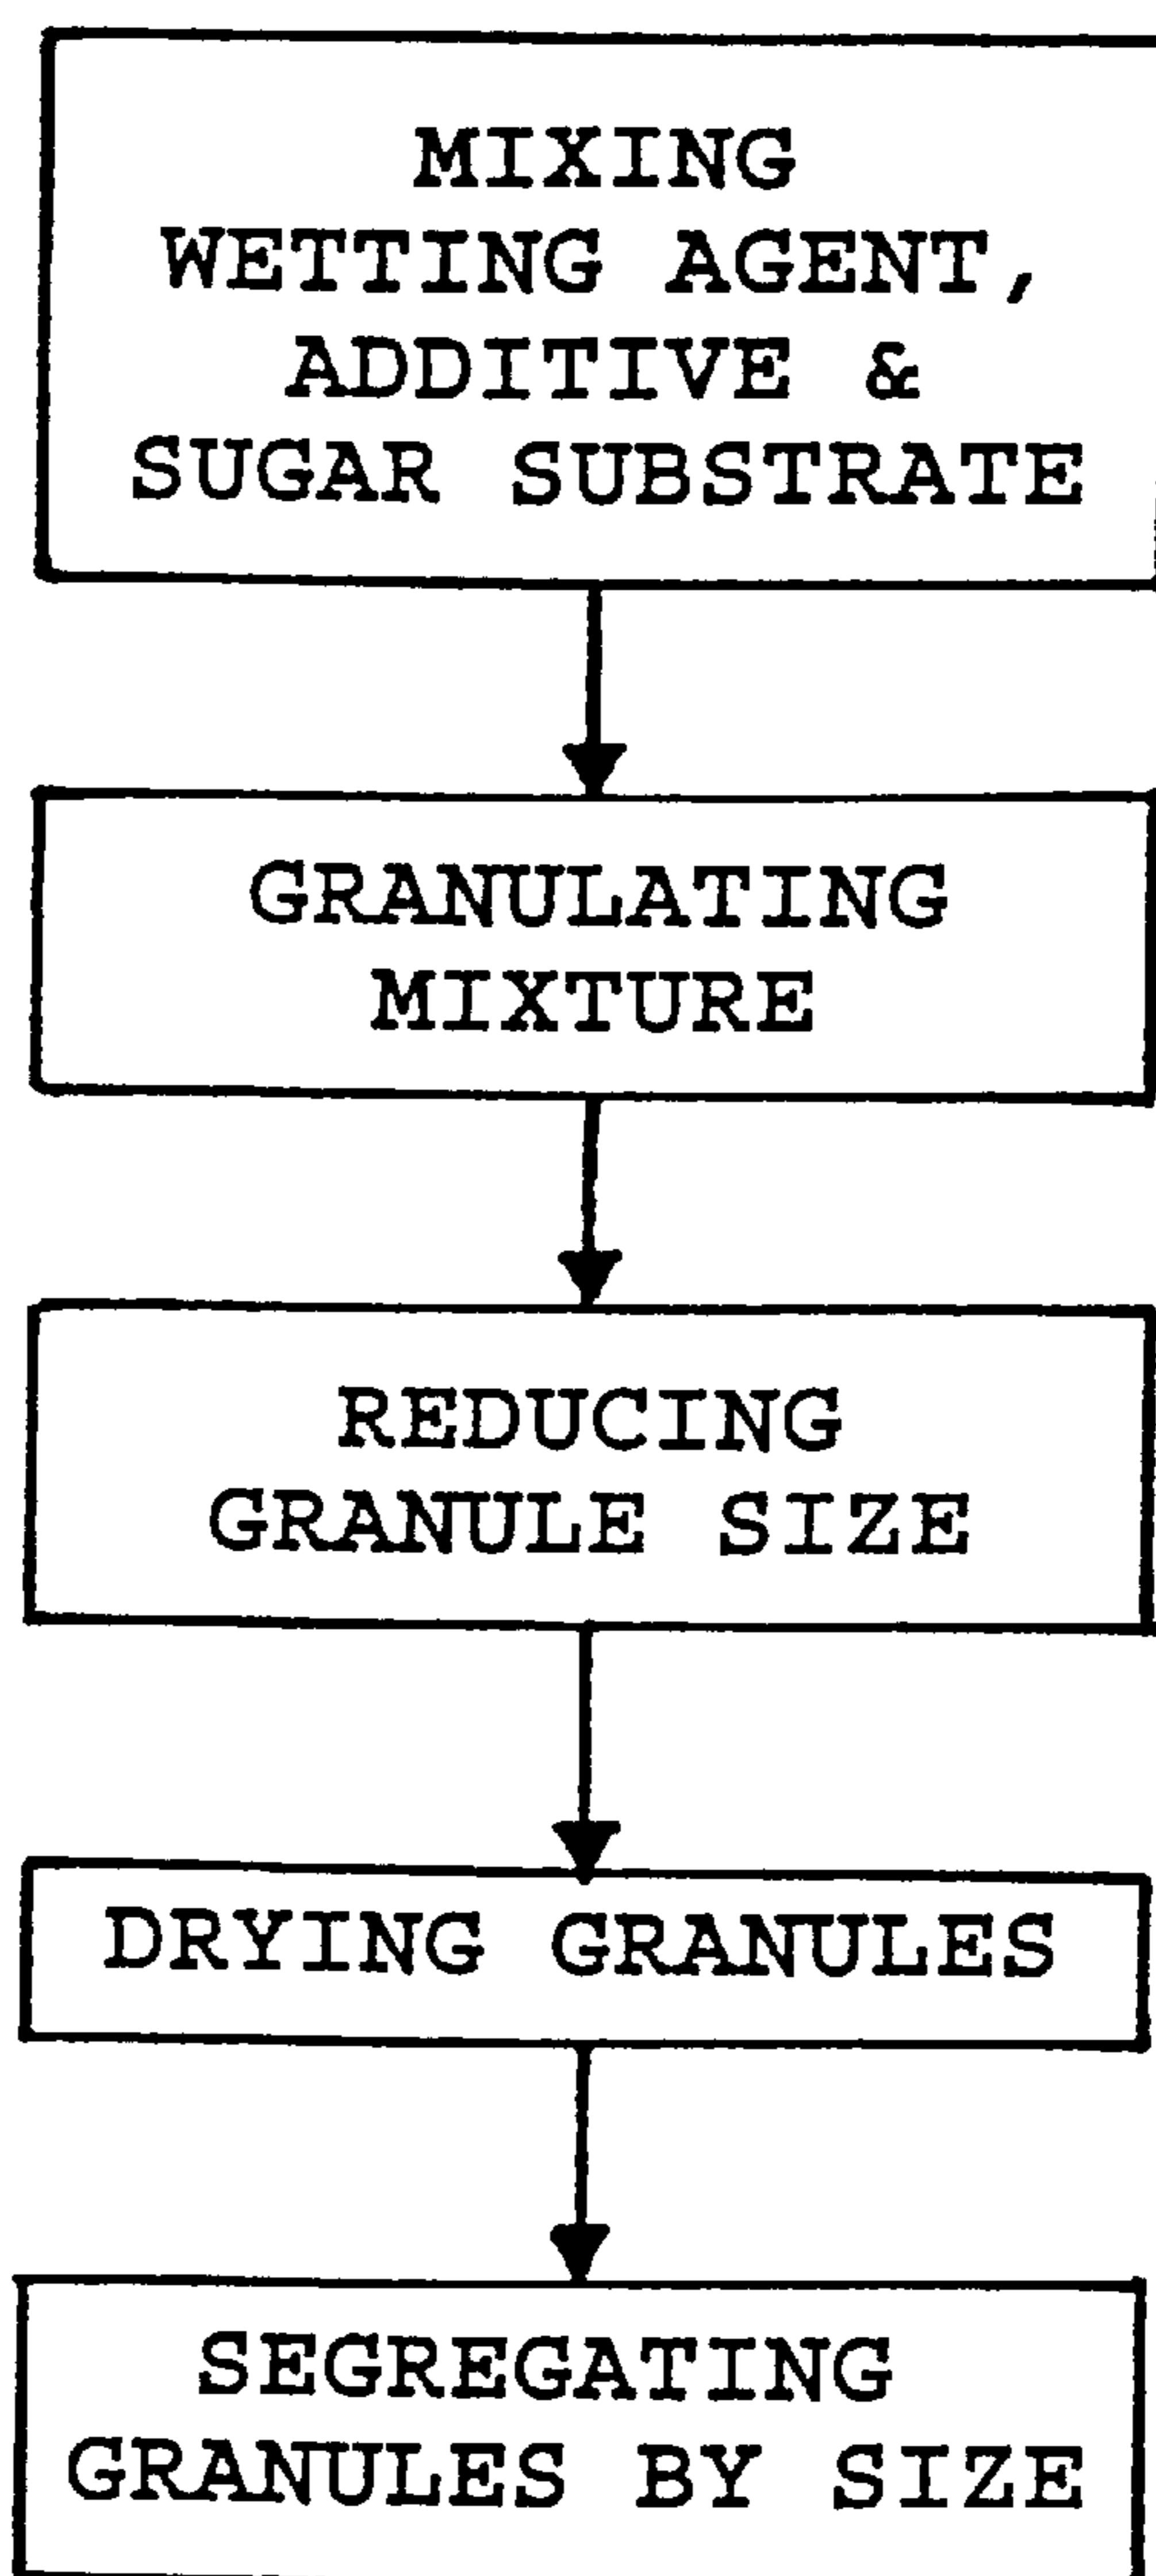 MIXING
WETTING AGENT,
ADDITIVE &
SUGAR SUBSTRATE
GRANULATING
MIXTURE
REDUCING
GRANULE SIZE
DRYING GRANULES
SEGREGATING
GRANULES BY SIZE